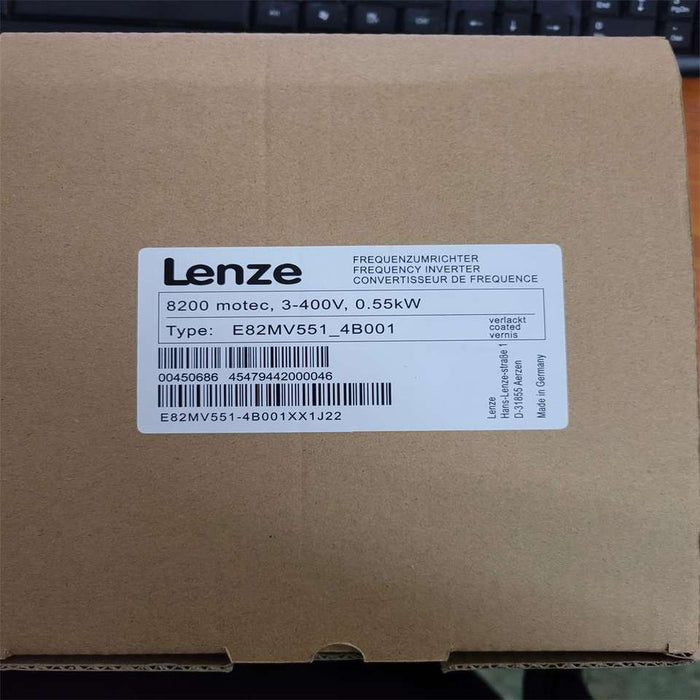 Lenze
FREQUENZUMRICHTER
FREQUENCY INVERTER
CONVERTISSEUR DE FREQUENCE
8200 motec, 3-400V, 0.55kW
Type: E82MV551_4B001
verlackt
coated
vernis
00450686 45479442000046
E82MV551-4B001XX1J22
Lenze
Hans-Lenze-straße 1
D-31855 Aerzen
Made in Germany